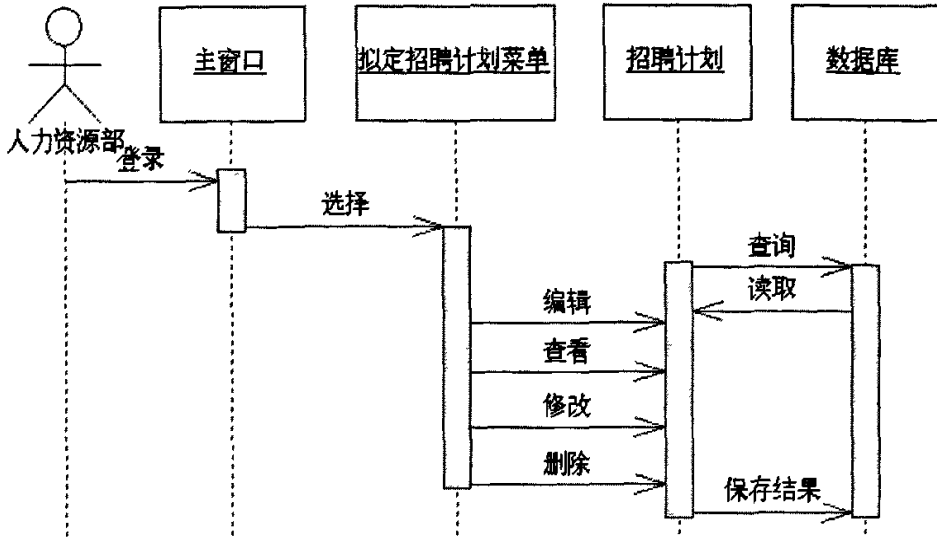 主窗口
拟定招聘计划菜单
招聘计划
数据库
人力资源部
登录
选择
查询
读取
编辑
查看
修改
删除
保存结果